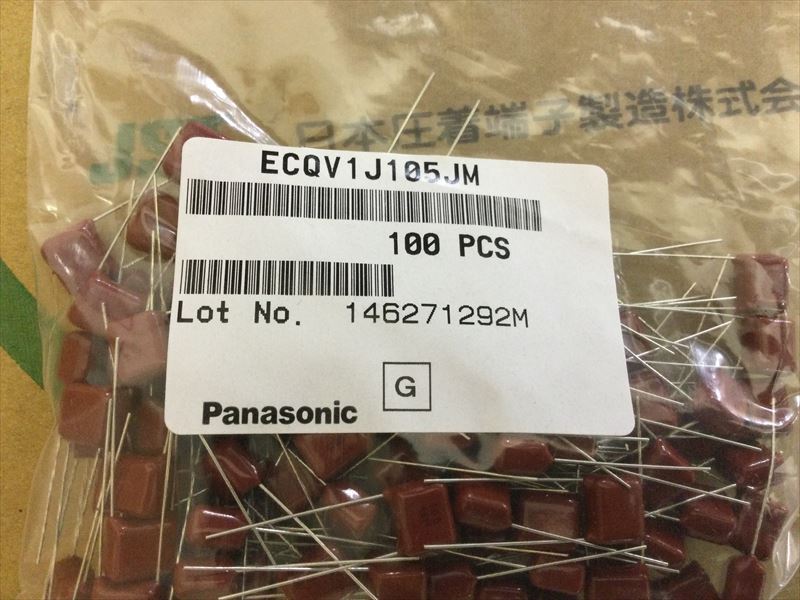 日本圧着端子製造株式会
ECQV1J105JM
100 PCS
Lot No. 146271292M
G
Panasonic